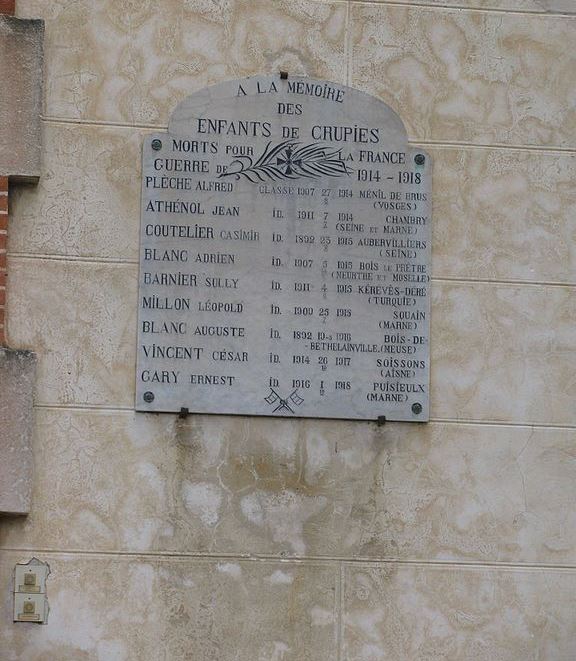 A LA MEMOIRE
DES
ENFANTS DE CRUPIES
MORTS POUR LA FRANCE
GUERRE DE 1914-1918
PLÈCHE ALFRED CLASSE 1907 27 1914 MÉNIL DE BRUS
(VOSGES)
ATHÉNOL JEAN ID. 1911 7 1914 CHAMBRY
(SEINE ET MARNE)
COUTELIER CASIMIR ID. 1892 25 1915 AUBERVILLIERS
(SEINE)
BLANC ADRIEN ID. 1907 5 1915 BOIS LE PRÊTRE
(MEURTHE ET MOSELLE)
BARNIER SULLY ID. 1911 4 1915 KÉREVÈS-DÉRÉ
(TURQUIE)
MILLON LÉOPOLD ID. 1909 25 1915 SOUAIN
(MARNE)
BLANC AUGUSTE ID. 1892 1916 BOIS-DE-
-BETHELAINVILLE.(MEUSE)
VINCENT CÉSAR ID. 1914 26 1917 SOISSONS
(AISNE)
GARY ERNEST ID. 1916 1 1918 PUISIEULX
(MARNE)